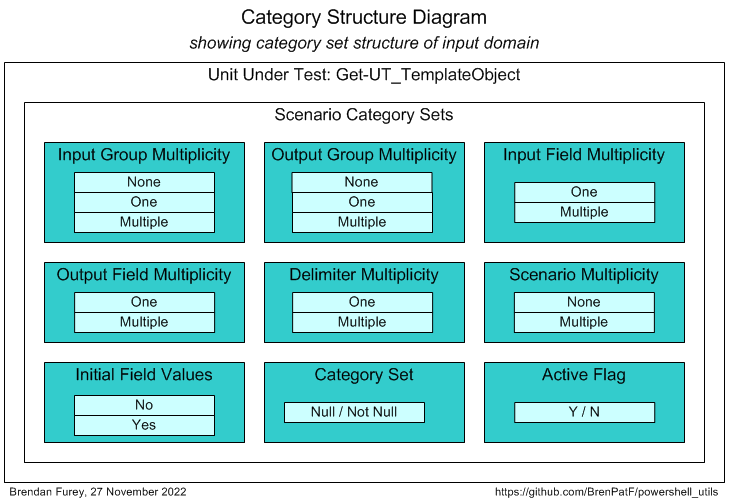 Category Structure Diagram
showing category set structure of input domain
Unit Under Test: Get-UT_TemplateObject
Scenario Category Sets
Input Group Multiplicity
None
One
Multiple
Output Group Multiplicity
None
One
Multiple
Input Field Multiplicity
One
Multiple
Output Field Multiplicity
One
Multiple
Delimiter Multiplicity
One
Multiple
Scenario Multiplicity
None
Multiple
Initial Field Values
No
Yes
Category Set
Null / Not Null
Active Flag
Y / N
Brendan Furey, 27 November 2022
https://github.com/BrenPatF/powershell_utils